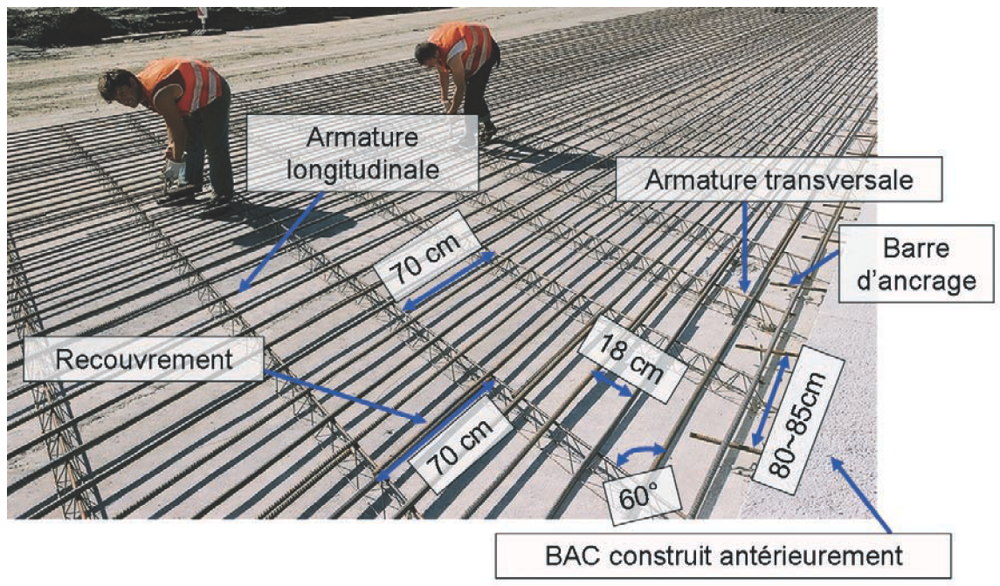 Armature
longitudinale
Armature transversale
Barre
d'ancrage
70 cm
Recouvrement
18 cm
70 cm
80~85cm
60°
BAC construit antérieurement